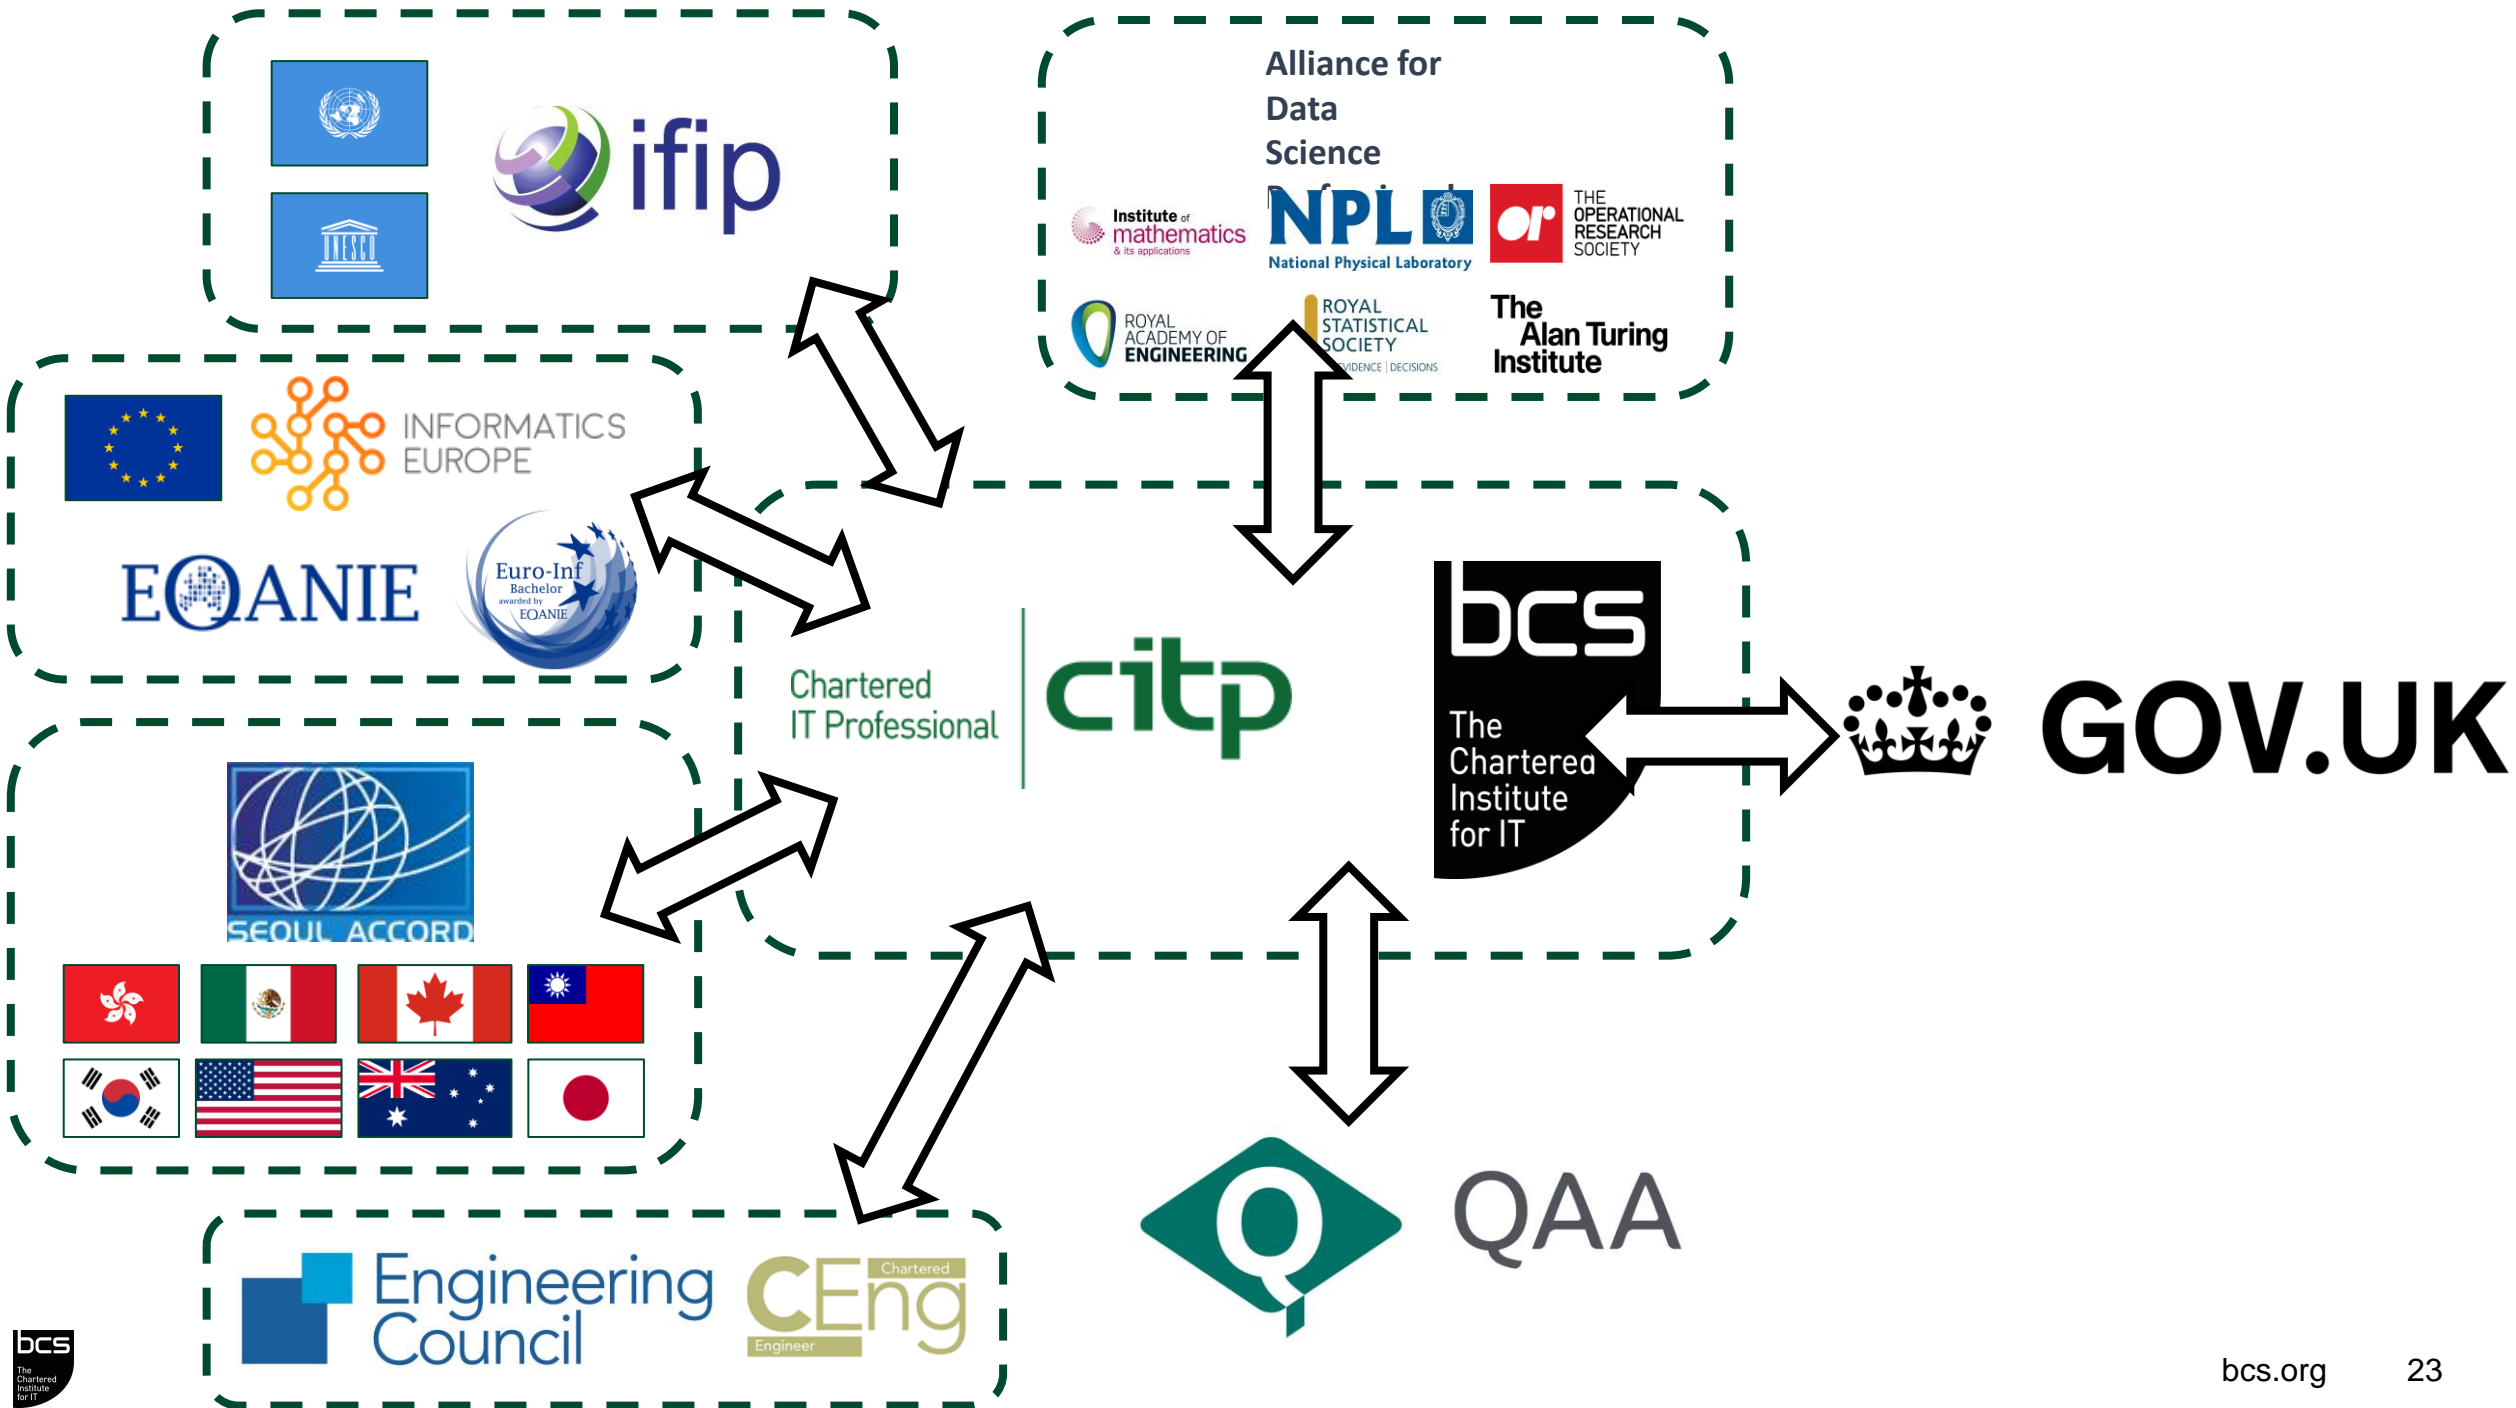 UNESCO
ifip
Alliance for
Data
Science
Institute of
mathematics
& its applications
NPL
National Physical Laboratory
or
THE
OPERATIONAL
RESEARCH
SOCIETY
ROYAL
ACADEMY OF
ENGINEERING
ROYAL
STATISTICAL
SOCIETY
DECISIONS
The
Alan Turing
Institute
INFORMATICS
EUROPE
EQANIE
Euro-Inf
Bachelor
awarded by
EQANIE
Chartered
IT Professional
citp
bcs
The
Chartered
Institute
for IT
GOV.UK
SEOUL ACCORD
Engineering
Council
CEng
Chartered
Engineer
Q
QAA
bcs
The
Chartered
Institute
for IT
bcs.org
23